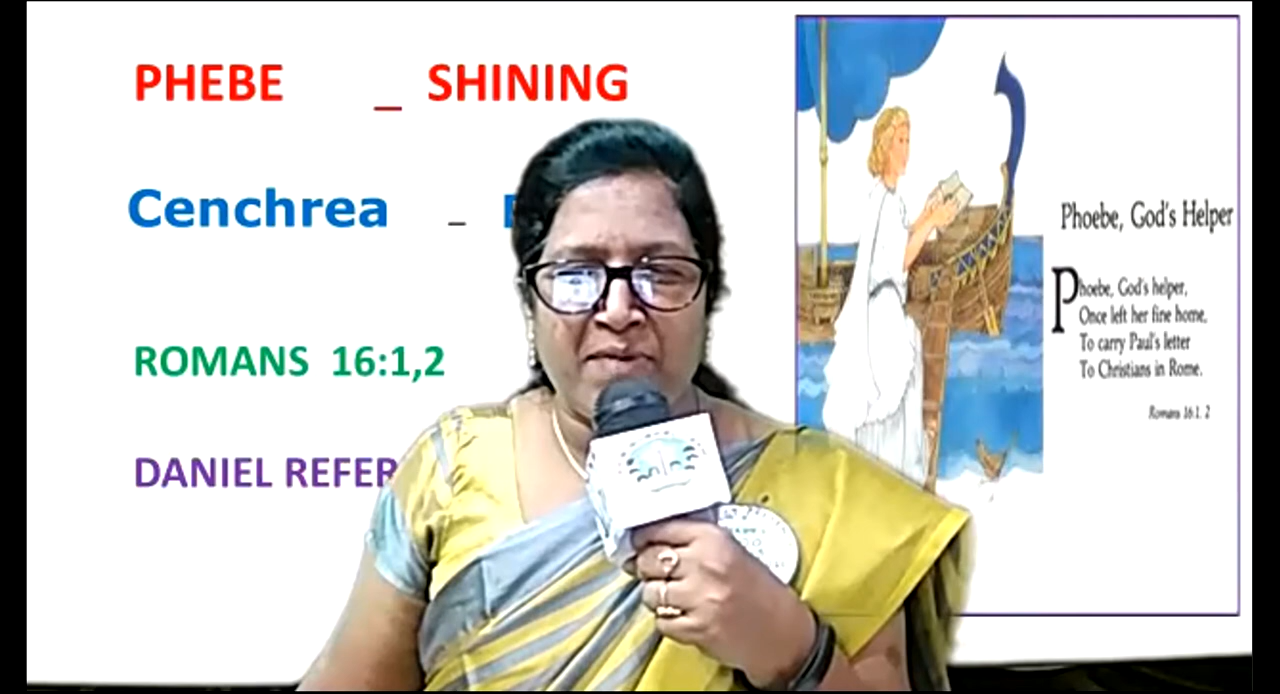 PHEBE _ SHINING
Cenchrea -
ROMANS 16:1,2
DANIEL REFER
Phoebe, God's Helper
Phoebe, God's helper,
Once left her fine home,
To carry Paul's letter
To Christians in Rome.
Romans 16:1, 2